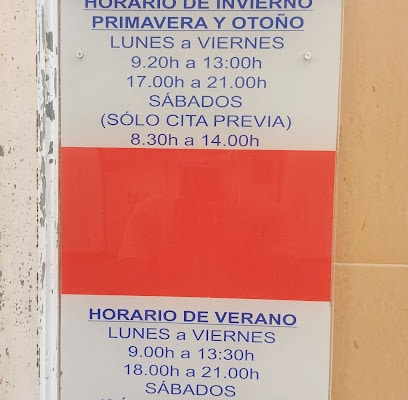 HORARIO DE INVIERNO
PRIMAVERA Y OTOÑO
LUNES a VIERNES
9.20h a 13:00h
17.00h a 21.00h
SÁBADOS
(SÓLO CITA PREVIA)
8.30h a 14.00h
HORARIO DE VERANO
LUNES a VIERNES
9.00h a 13:30h
18.00h a 21.00h
SÁBADOS